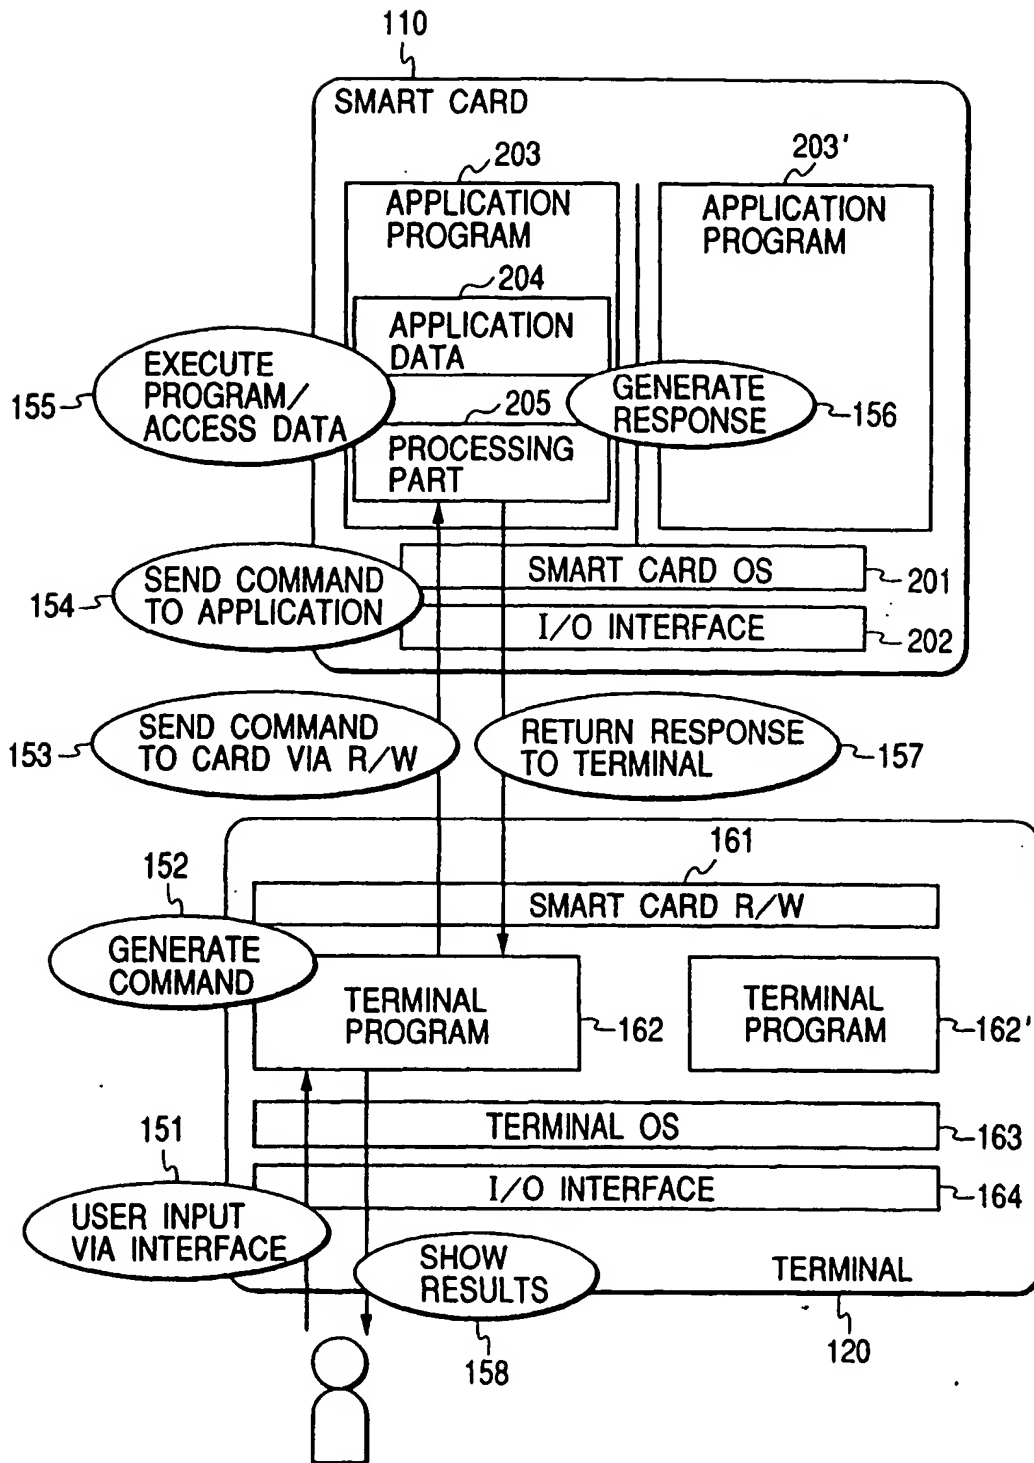 110
SMART CARD
203
203'
APPLICATION
PROGRAM
APPLICATION
PROGRAM
204
APPLICATION
DATA
155
EXECUTE
PROGRAM/
ACCESS DATA
GENERATE
RESPONSE
156
205
PROCESSING
PART
154
SEND COMMAND
TO APPLICATION
SMART CARD OS
201
I/O INTERFACE
202
153
SEND COMMAND
TO CARD VIA R/W
RETURN RESPONSE
TO TERMINAL
157
161
SMART CARD R/W
152
GENERATE
COMMAND
TERMINAL
PROGRAM
162
TERMINAL
PROGRAM
162'
TERMINAL OS
163
151
I/O INTERFACE
164
USER INPUT
VIA INTERFACE
SHOW
RESULTS
158
TERMINAL
120